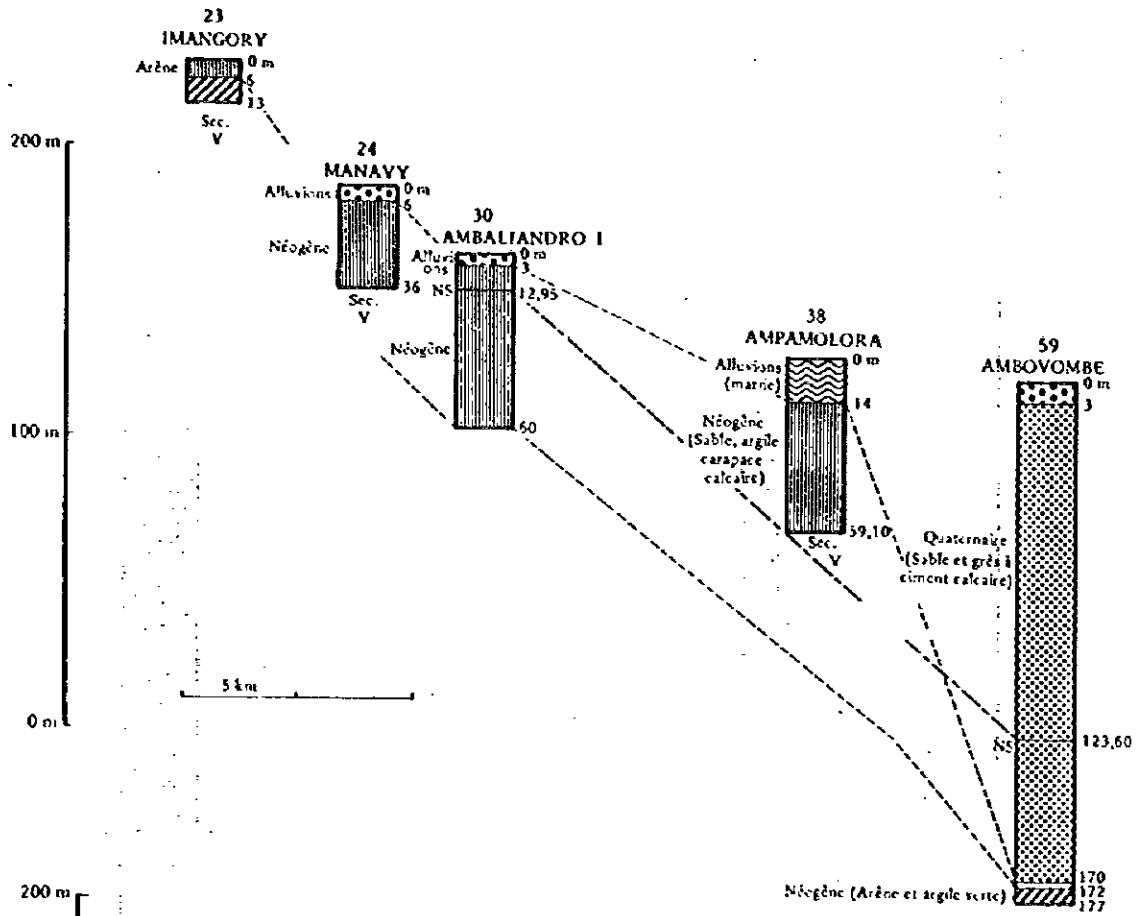 23
IMANGORY
Arène
0 m
6
13
Sec.
V
200 m
24
MANAVY
Alluvions
0 m
6
Néogène
36
Sec.
V
30
AMBALIANDRO I
Alluvi
ons
0 m
3
NS
12,95
Néogène
60
100 m
38
AMPAMOLORA
Alluvions
(marne)
0 m
14
Néogène
(Sable, argile
carapace
calcaire)
59,10
Sec.
V
59
AMBOVOMBE
0 m
3
Quaternaire
(Sable et grès à
ciment calcaire)
NS
123,60
5 km
0 m
170
172
177
Néogène (Arène et argile verte)
200 m